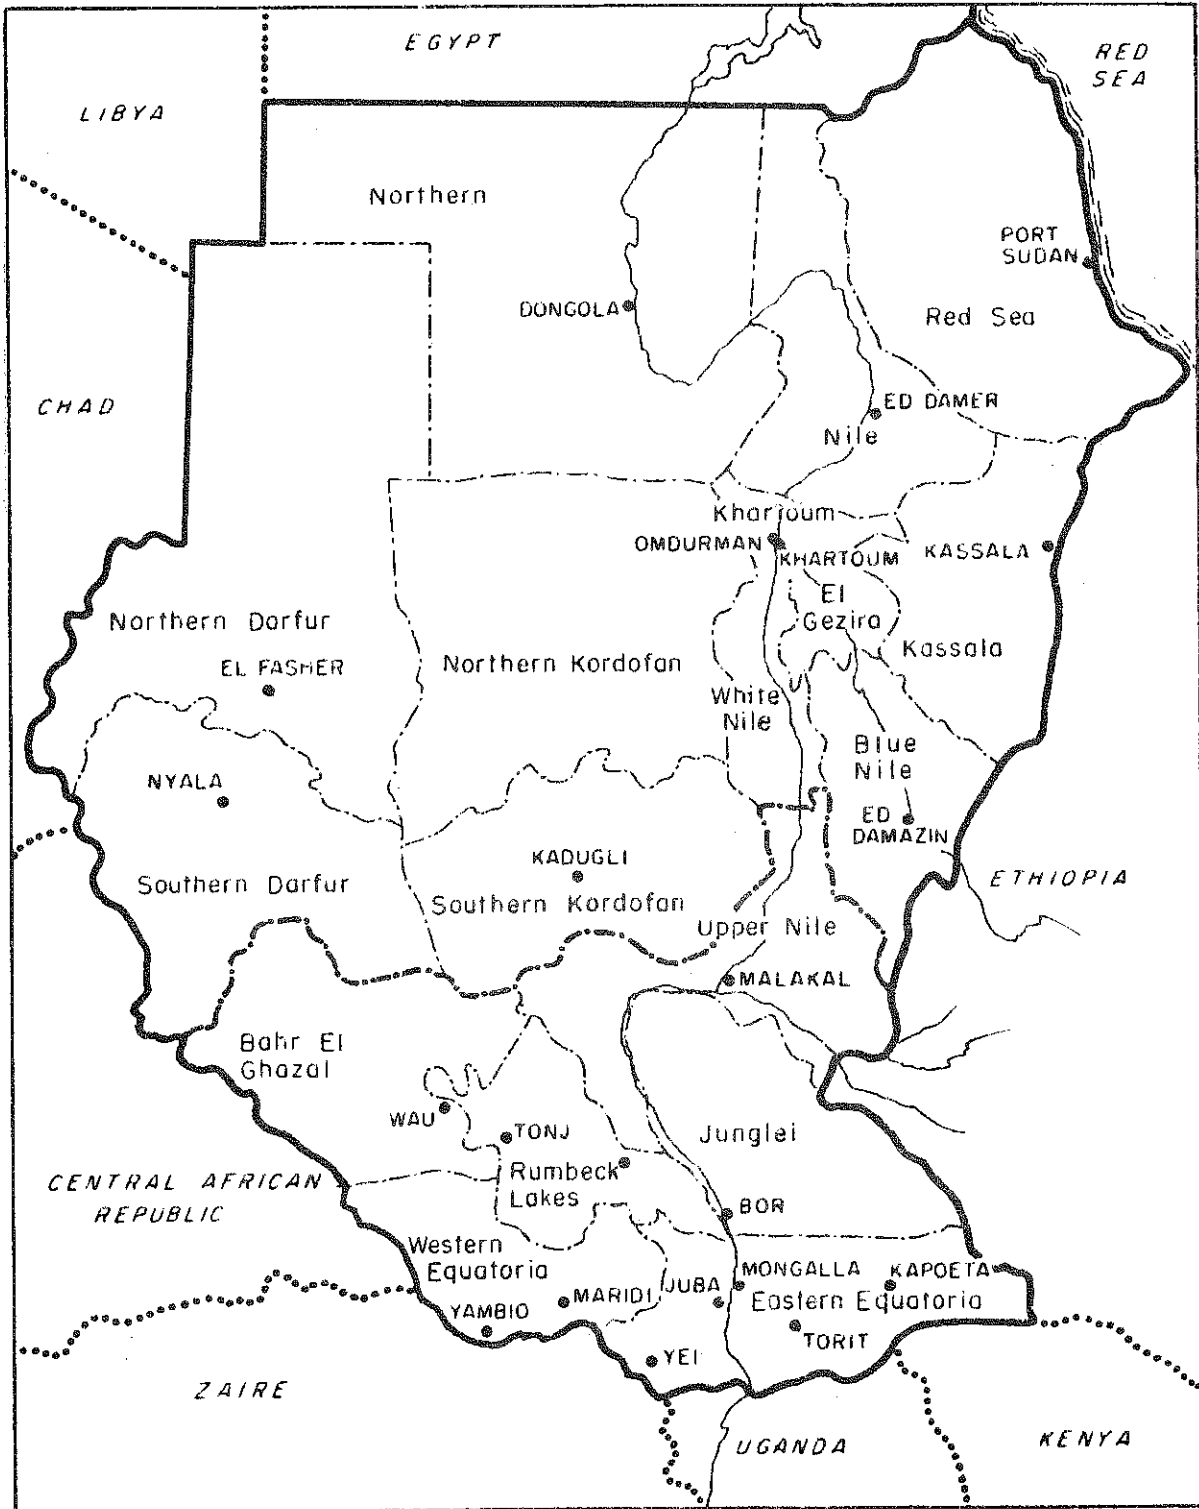 EGYPT
RED
SEA
LIBYA
Northern
PORT
SUDAN
DONGOLA
Red Sea
CHAD
ED DAMER
Nile
Khartoum
OMDURMAN
KHARTOUM
KASSALA
El
Gezira
Northern Darfur
Kassala
EL FASHER
Northern Kordofan
White
Nile
Blue
Nile
NYALA
ED
DAMAZIN
KADUGLI
Southern Darfur
ETHIOPIA
Southern Kordofan
Upper Nile
MALAKAL
Bahr El
Ghazal
WAU
TONJ
Junglei
Rumbeck
Lakes
CENTRAL AFRICAN
REPUBLIC
BOR
Western
Equatoria
MONGALLA
KAPOETA
MARIDI
JUBA
Eastern Equatoria
YAMBIO
TORIT
YEI
ZAIRE
UGANDA
KENYA